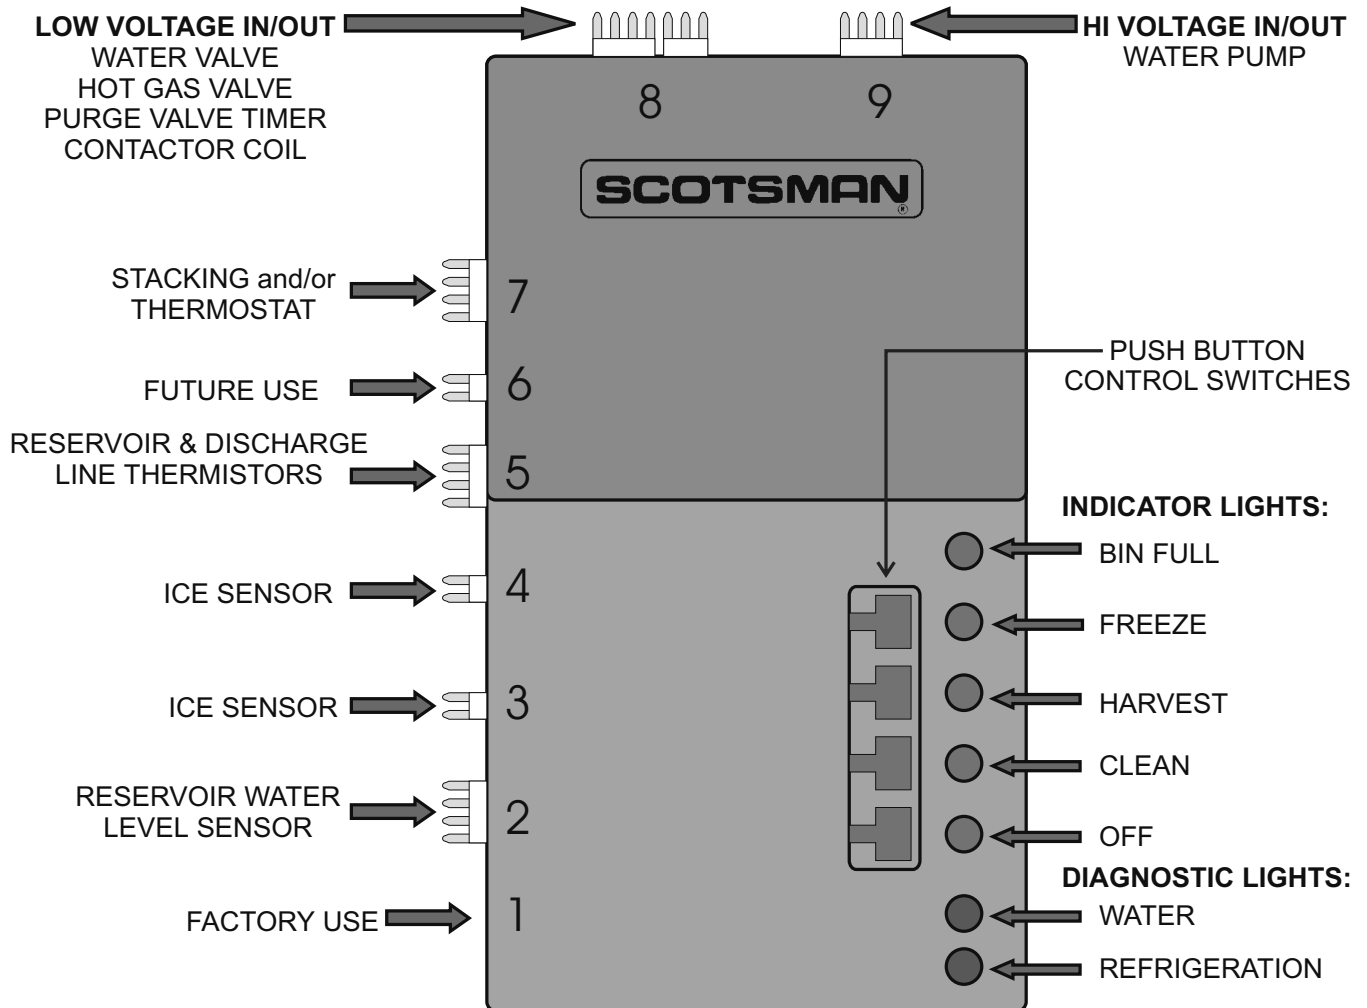 LOW VOLTAGE IN/OUT
WATER VALVE
HOT GAS VALVE
PURGE VALVE TIMER
CONTACTOR COIL
HI VOLTAGE IN/OUT
WATER PUMP
8
9
SCOTSMAN®
STACKING and/or
THERMOSTAT
7
PUSH BUTTON
CONTROL SWITCHES
FUTURE USE
6
RESERVOIR & DISCHARGE
LINE THERMISTORS
5
INDICATOR LIGHTS:
BIN FULL
ICE SENSOR
4
FREEZE
ICE SENSOR
3
HARVEST
CLEAN
RESERVOIR WATER
LEVEL SENSOR
2
OFF
DIAGNOSTIC LIGHTS:
FACTORY USE
1
WATER
REFRIGERATION